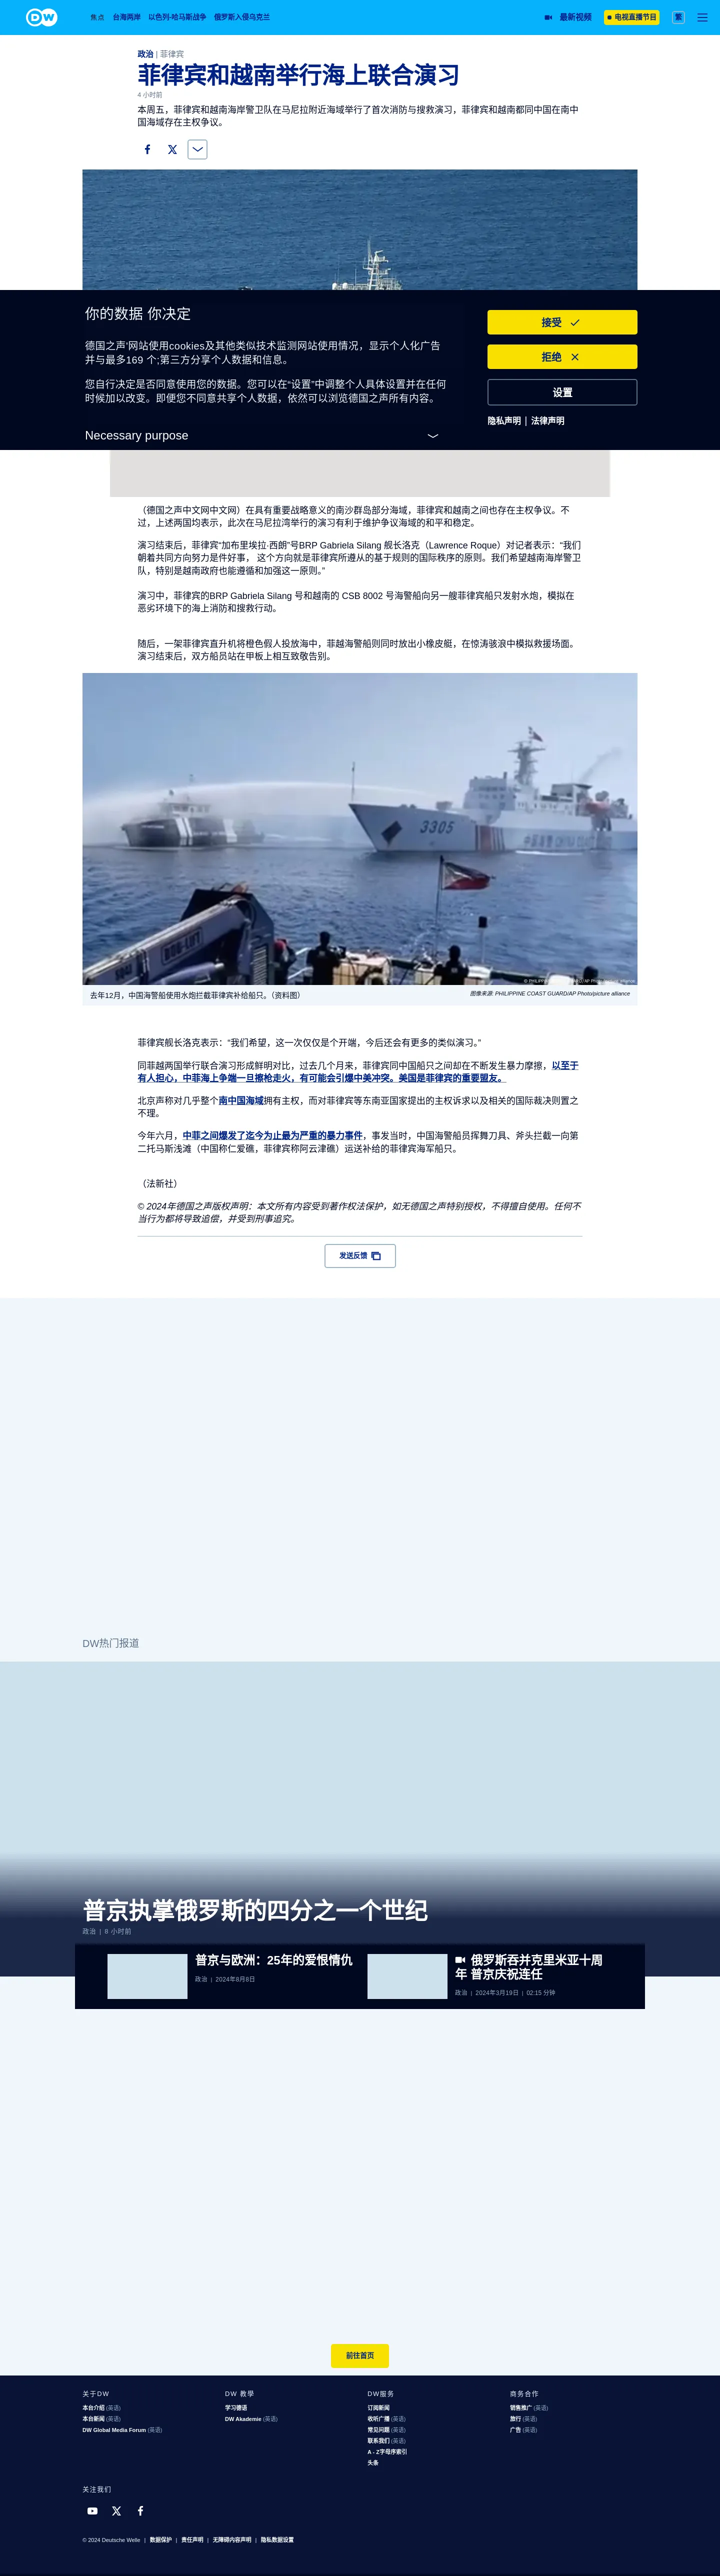 DW
焦点 台海两岸 以色列-哈马斯战争 俄罗斯入侵乌克兰 最新视频 电视直播节目 繁
政治 | 菲律宾
菲律宾和越南举行海上联合演习
4 小时前
本周五，菲律宾和越南海岸警卫队在马尼拉附近海域举行了首次消防与搜救演习，菲律宾和越南都同中国在南中
国海域存在主权争议。
你的数据 你决定
德国之声'网站使用cookies及其他类似技术监测网站使用情况，显示个人化广告
并与最多169 个;第三方分享个人数据和信息。
您自行决定是否同意使用您的数据。您可以在“设置”中调整个人具体设置并在任何
时候加以改变。即便您不同意共享个人数据，依然可以浏览德国之声所有内容。
Necessary purpose
接受
拒绝
设置
隐私声明 | 法律声明
（德国之声中文网中文网）在具有重要战略意义的南沙群岛部分海域，菲律宾和越南之间也存在主权争议。不
过，上述两国均表示，此次在马尼拉湾举行的演习有利于维护争议海域的和平和稳定。
演习结束后，菲律宾“加布里埃拉·西朗”号BRP Gabriela Silang 舰长洛克（Lawrence Roque）对记者表示：“我们
朝着共同方向努力是件好事， 这个方向就是菲律宾所遵从的基于规则的国际秩序的原则。我们希望越南海岸警卫
队，特别是越南政府也能遵循和加强这一原则。”
演习中，菲律宾的BRP Gabriela Silang 号和越南的 CSB 8002 号海警船向另一艘菲律宾船只发射水炮，模拟在
恶劣环境下的海上消防和搜救行动。
随后，一架菲律宾直升机将橙色假人投放海中，菲越海警船则同时放出小橡皮艇，在惊涛骇浪中模拟救援场面。
演习结束后，双方船员站在甲板上相互致敬告别。
3305
去年12月，中国海警船使用水炮拦截菲律宾补给船只。（资料图）
图像来源: PHILIPPINE COAST GUARD/AP Photo/picture alliance
菲律宾舰长洛克表示：“我们希望，这一次仅仅是个开端，今后还会有更多的类似演习。”
同菲越两国举行联合演习形成鲜明对比，过去几个月来，菲律宾同中国船只之间却在不断发生暴力摩擦，以至于
有人担心，中菲海上争端一旦擦枪走火，有可能会引爆中美冲突。美国是菲律宾的重要盟友。
北京声称对几乎整个南中国海域拥有主权，而对菲律宾等东南亚国家提出的主权诉求以及相关的国际裁决则置之
不理。
今年六月，中菲之间爆发了迄今为止最为严重的暴力事件，事发当时，中国海警船员挥舞刀具、斧头拦截一向第
二托马斯浅滩（中国称仁爱礁，菲律宾称阿云津礁）运送补给的菲律宾海军船只。
（法新社）
© 2024年德国之声版权声明：本文所有内容受到著作权法保护，如无德国之声特别授权，不得擅自使用。任何不
当行为都将导致追偿，并受到刑事追究。
发送反馈
DW热门报道
普京执掌俄罗斯的四分之一个世纪
政治 | 8 小时前
普京与欧洲：25年的爱恨情仇
政治 | 2024年8月8日
俄罗斯吞并克里米亚十周
年 普京庆祝连任
政治 | 2024年3月19日 | 02:15 分钟
前往首页
关于DW
本台介绍 (英语)
本台新闻 (英语)
DW Global Media Forum (英语)
DW 教學
学习德语
DW Akademie (英语)
DW服务
订阅新闻
收听广播 (英语)
常见问题 (英语)
联系我们 (英语)
A - Z字母序索引
头条
商务合作
销售推广 (英语)
旅行 (英语)
广告 (英语)
关注我们
© 2024 Deutsche Welle | 数据保护 | 责任声明 | 无障碍内容声明 | 隐私数据设置